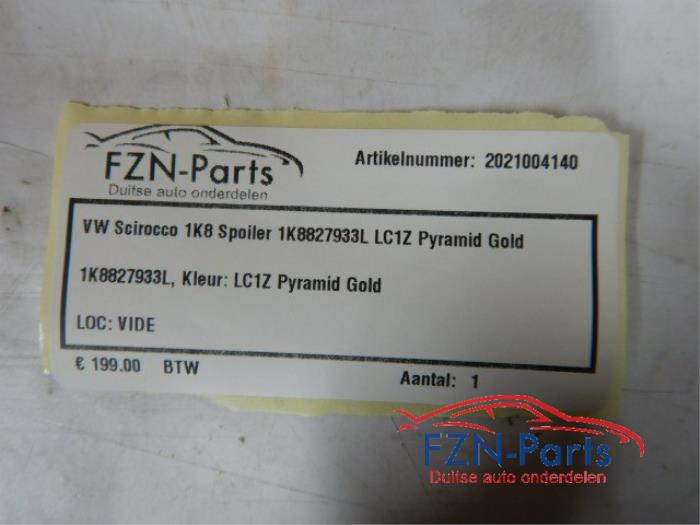 FZN-Parts
Duitse auto onderdelen
Artikelnummer: 2021004140
VW Scirocco 1K8 Spoiler 1K8827933L LC1Z Pyramid Gold
1K8827933L, Kleur: LC1Z Pyramid Gold
LOC: VIDE
€ 199.00 BTW
Aantal: 1
FZN-Parts
Duitse auto onderdelen